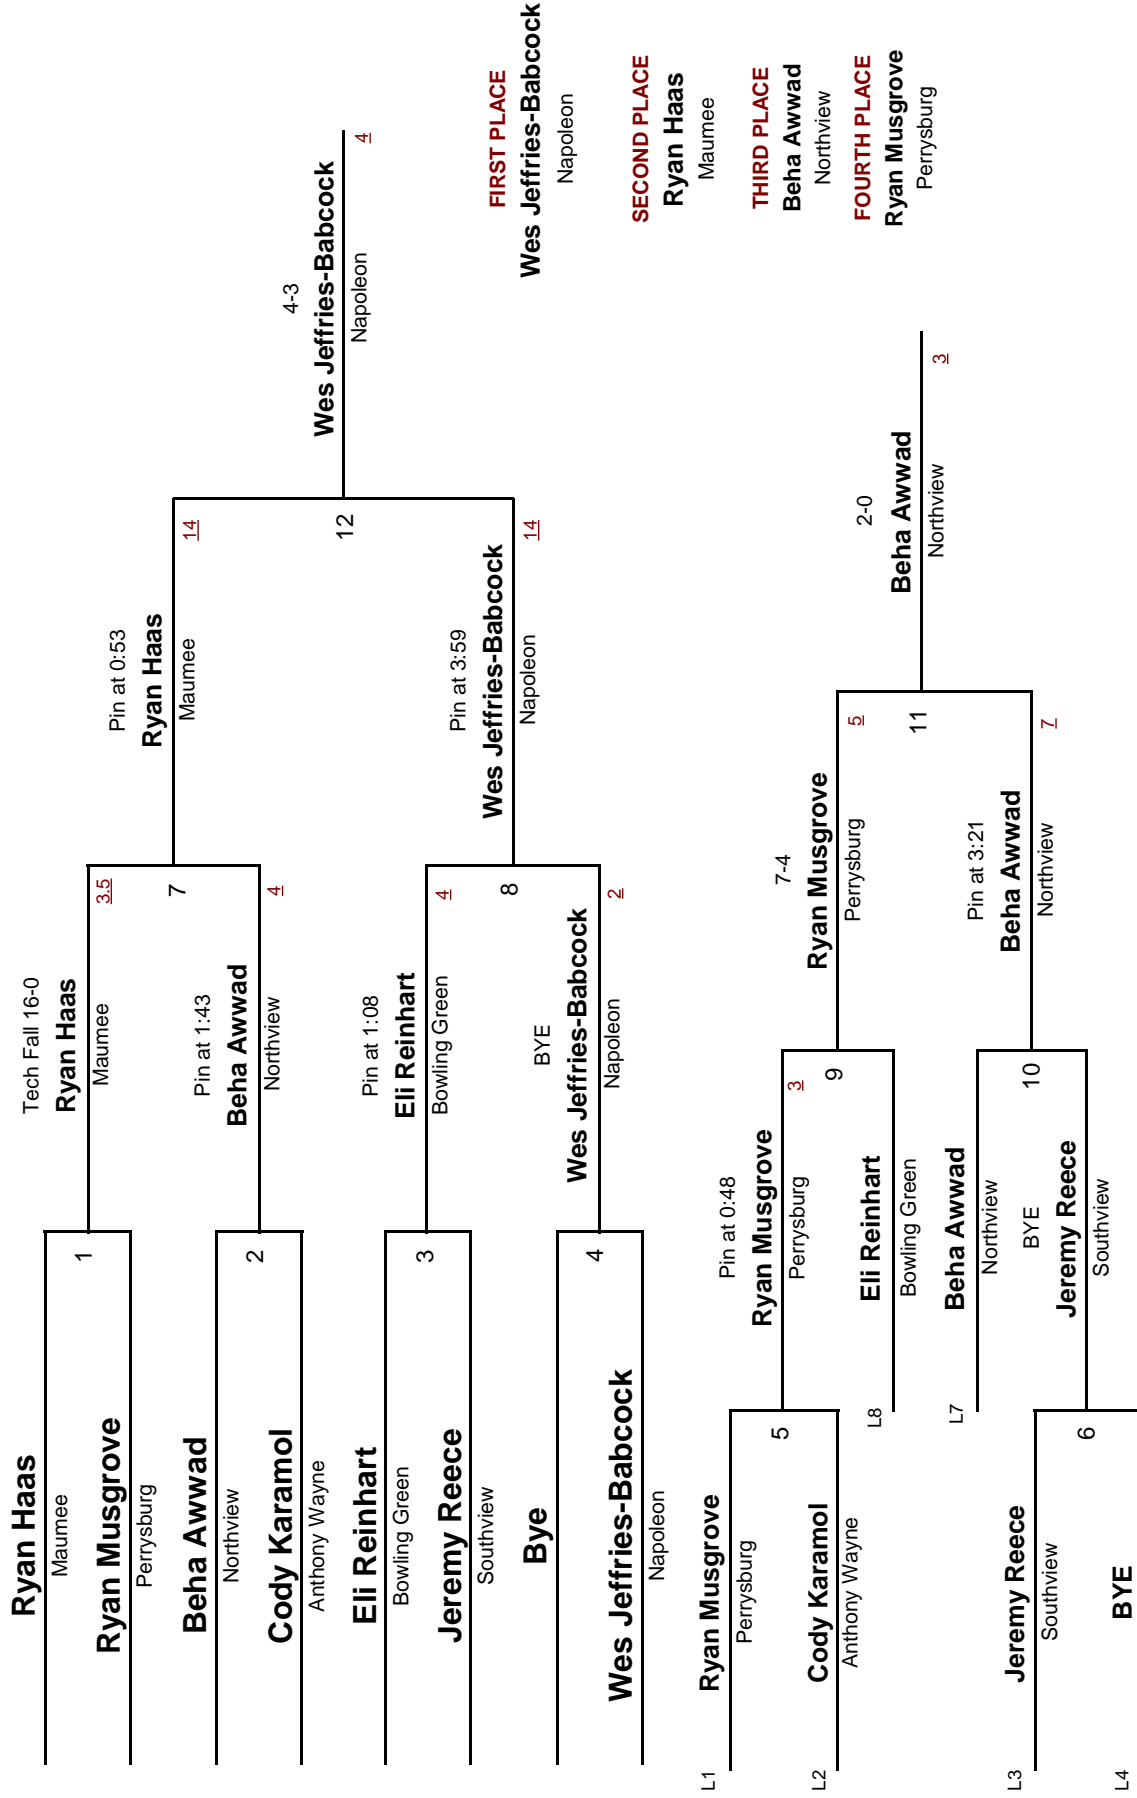 Ryan Haas
Maumee
Ryan Musgrove
Perrysburg
1
Beha Awwad
Northview
Cody Karamol
Anthony Wayne
2
Eli Reinhart
Bowling Green
Jeremy Reece
Southview
3
Bye
Wes Jeffries-Babcock
Napoleon
4
Tech Fall 16-0
Ryan Haas
Maumee
3.5
7
Pin at 1:43
Beha Awwad
Northview
4
Pin at 1:08
Eli Reinhart
Bowling Green
4
8
BYE
Wes Jeffries-Babcock
Napoleon
2
Pin at 0:53
Ryan Haas
Maumee
14
12
Pin at 3:59
Wes Jeffries-Babcock
Napoleon
14
4-3
Wes Jeffries-Babcock
Napoleon
4
FIRST PLACE
Wes Jeffries-Babcock
Napoleon
SECOND PLACE
Ryan Haas
Maumee
THIRD PLACE
Beha Awwad
Northview
FOURTH PLACE
Ryan Musgrove
Perrysburg
L1
Ryan Musgrove
Perrysburg
5
L2
Cody Karamol
Anthony Wayne
L3
Jeremy Reece
Southview
6
L4
BYE
Pin at 0:48
Ryan Musgrove
Perrysburg
3
9
L8
Eli Reinhart
Bowling Green
L7
Beha Awwad
Northview
10
BYE
Jeremy Reece
Southview
7-4
Ryan Musgrove
Perrysburg
5
11
Pin at 3:21
Beha Awwad
Northview
7
2-0
Beha Awwad
Northview
3